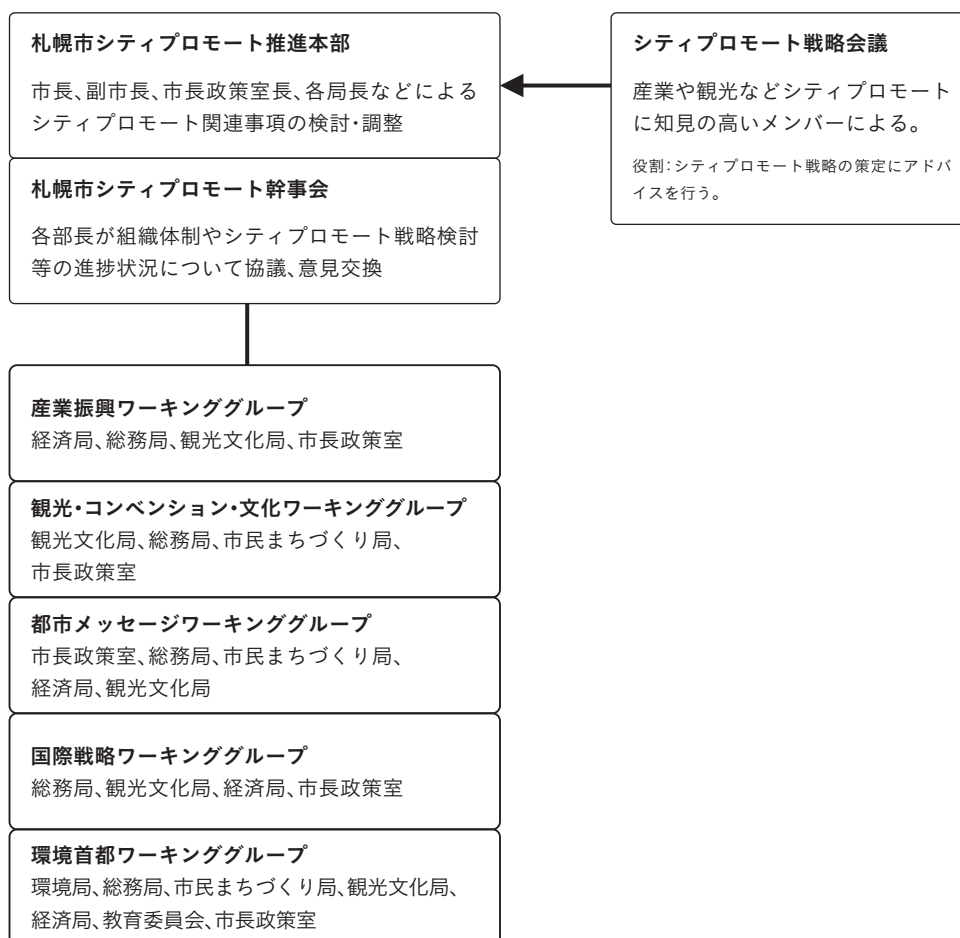 札幌市シティプロモート推進本部
市長、副市長、市長政策室長、各局長などによる
シティプロモート関連事項の検討・調整
札幌市シティプロモート幹事会
各部長が組織体制やシティプロモート戦略検討
等の進捗状況について協議、意見交換
シティプロモート戦略会議
産業や観光などシティプロモート
に知見の高いメンバーによる。
役割：シティプロモート戦略の策定にアドバ
イスを行う。
産業振興ワーキンググループ
経済局、総務局、観光文化局、市長政策室
観光・コンベンション・文化ワーキンググループ
観光文化局、総務局、市民まちづくり局、
市長政策室
都市メッセージワーキンググループ
市長政策室、総務局、市民まちづくり局、
経済局、観光文化局
国際戦略ワーキンググループ
総務局、観光文化局、経済局、市長政策室
環境首都ワーキンググループ
環境局、総務局、市民まちづくり局、観光文化局、
経済局、教育委員会、市長政策室